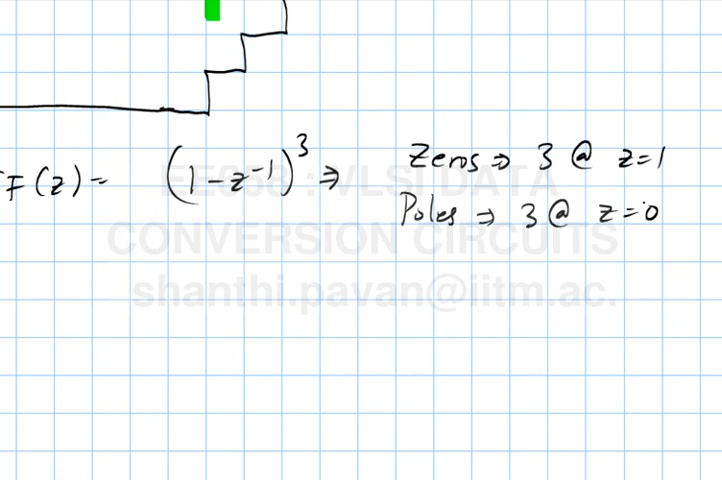 F(z) = (1-z⁻¹)³ ⇒ Zeros ⇒ 3 @ z=1
Poles ⇒ 3 @ z=0
EE658: VLSI DATA
CONVERSION CIRCUITS
shanthi.pavan@iitm.ac.